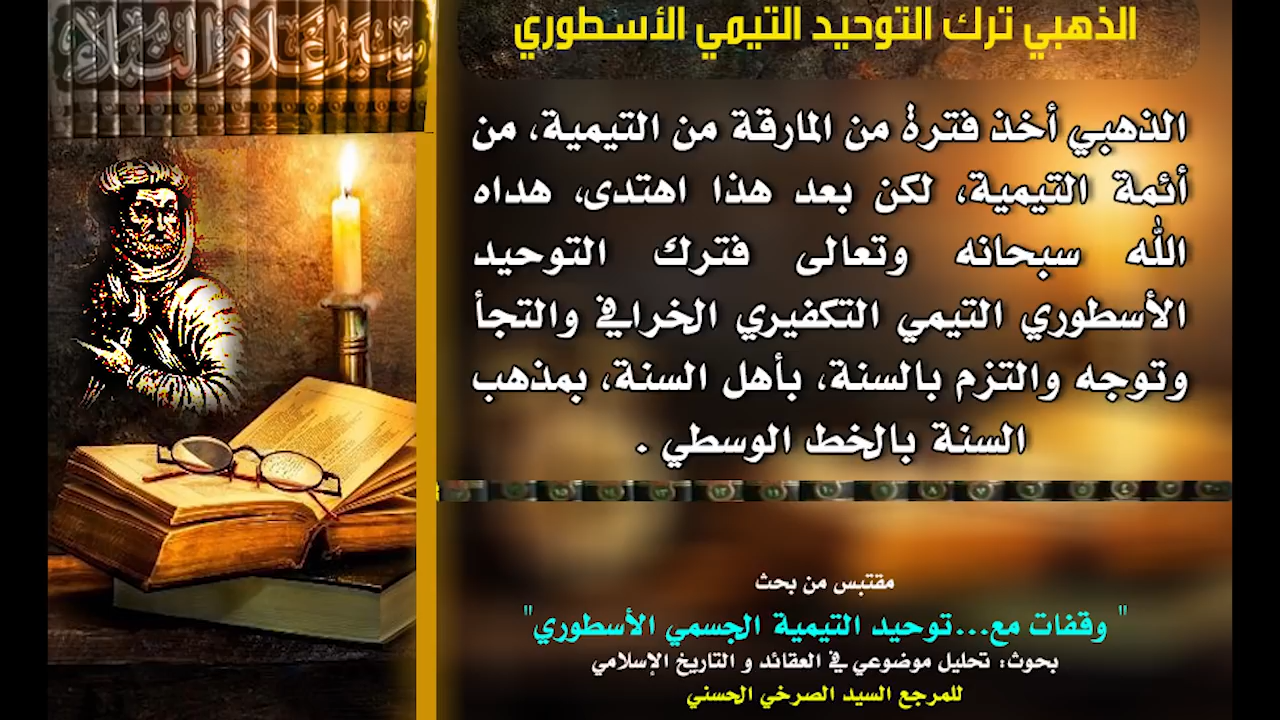 الذهبي ترك التوحيد التيمي الأسطوري
سير أعلام النبلاء
الذهبي أخذ فترة من المارقة من التيمية، من
أئمة التيمية، لكن بعد هذا اهتدى، هداه
الله سبحانه وتعالى فترك التوحيد
الأسطوري التيمي التكفيري الخرافي والتجأ
وتوجه والتزم بالسنة، بأهل السنة، بمذهب
السنة بالخط الوسطي .
مقتبس من بحث
" وقفات مع...توحيد التيمية الجسمي الأسطوري"
بحوث: تحليل موضوعي في العقائد و التاريخ الإسلامي
للمرجع السيد الصرخي الحسني